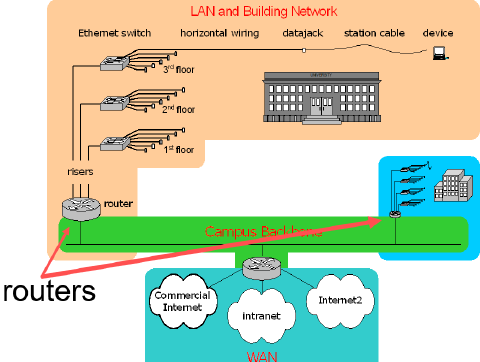 LAN and Building Network
Ethernet switch horizontal wiring datajack station cable device
3rd floor
UNIVERSITY
2nd floor
1st floor
risers
router
Campus Backbone
routers
Commercial
Internet
intranet
Internet2
WAN